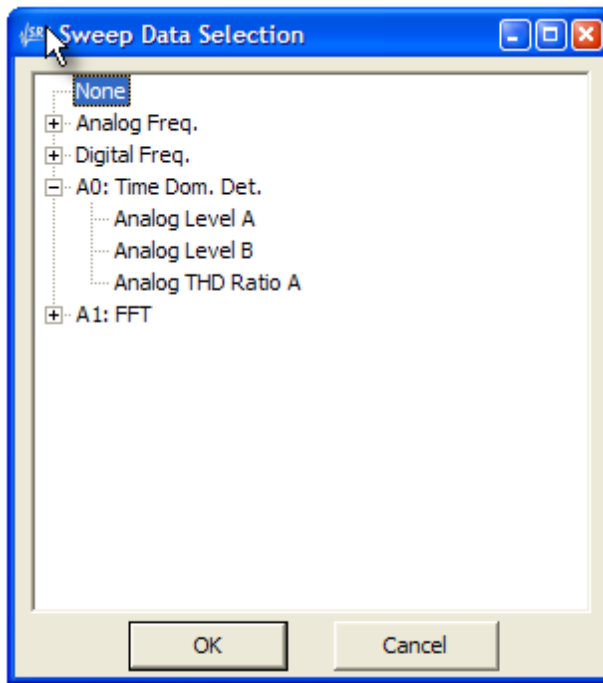 SR Sweep Data Selection
None
Analog Freq.
Digital Freq.
A0: Time Dom. Det.
Analog Level A
Analog Level B
Analog THD Ratio A
A1: FFT
OK Cancel